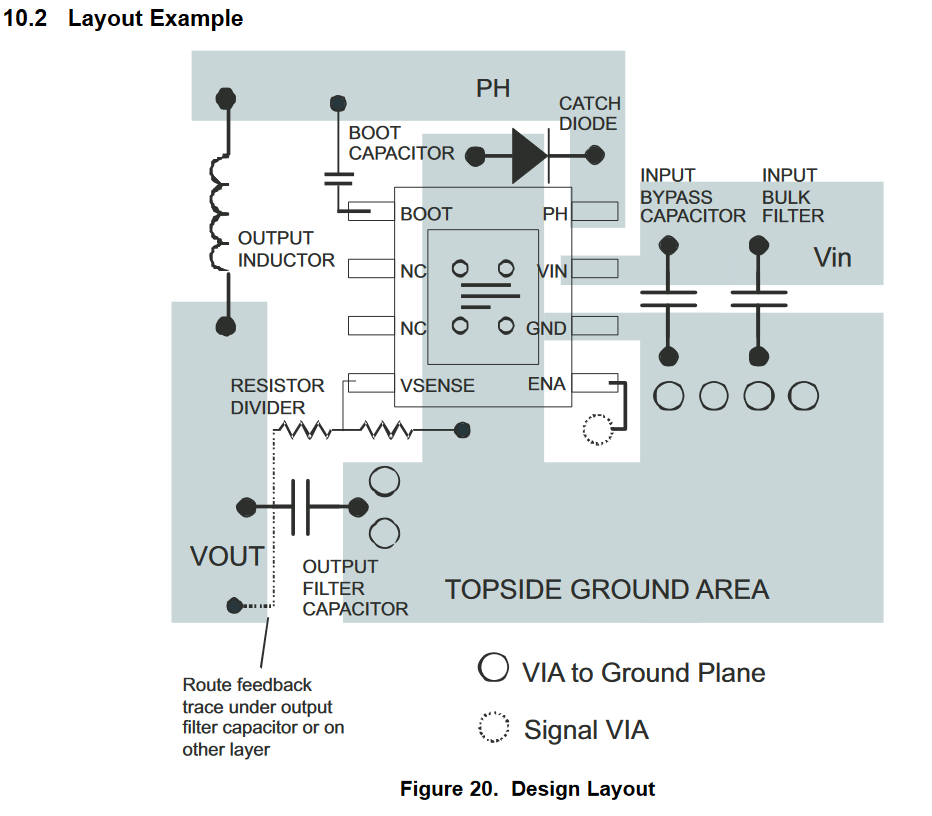 10.2 Layout Example
PH
CATCH
DIODE
BOOT
CAPACITOR
INPUT
BYPASS
CAPACITOR
INPUT
BULK
FILTER
BOOT
PH
OUTPUT
INDUCTOR
NC
VIN
Vin
NC
GND
RESISTOR
DIVIDER
VSENSE
ENA
VOUT
OUTPUT
FILTER
CAPACITOR
TOPSIDE GROUND AREA
VIA to Ground Plane
Route feedback
trace under output
filter capacitor or on
other layer
Signal VIA
Figure 20. Design Layout